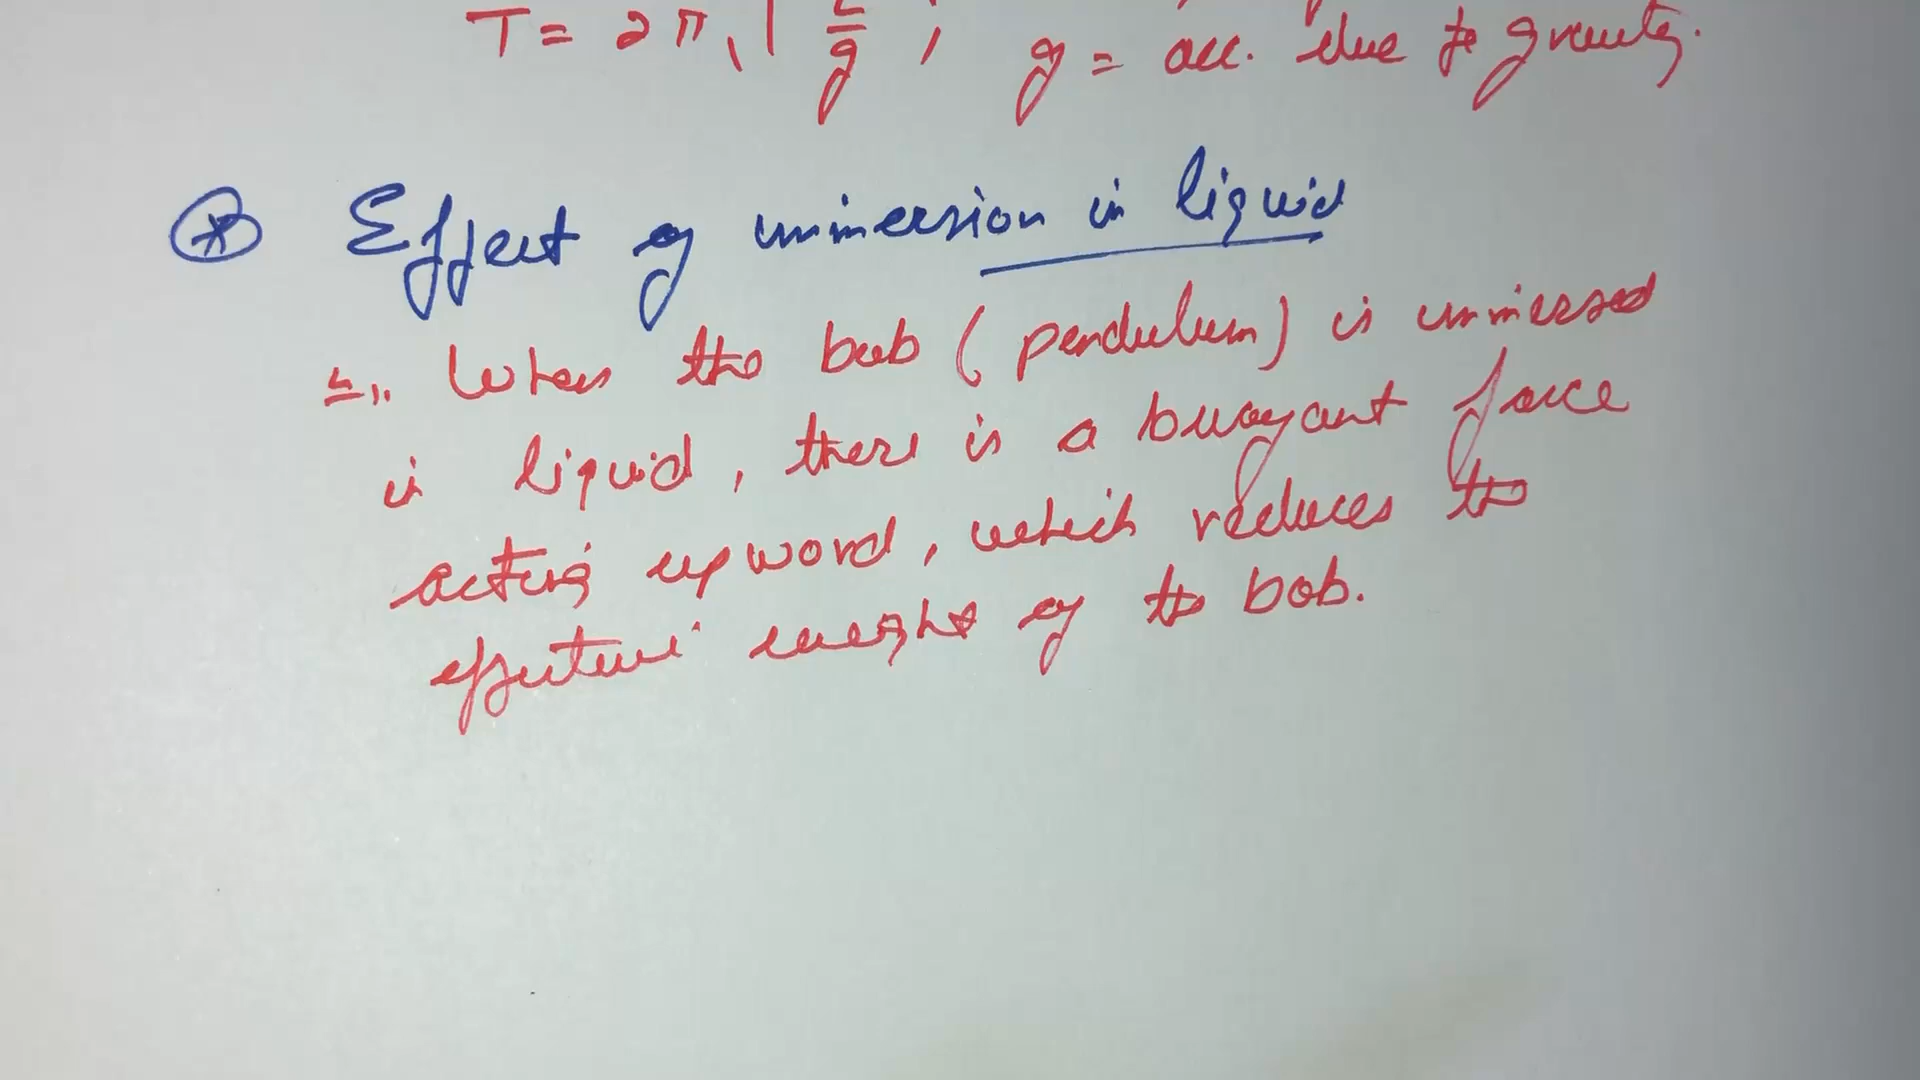 T = 2π √L/g ; g = acc. due to gravity.
⊛ Effect of immersion in liquid
⇒ When the bob (pendulum) is immersed
in liquid, there is a buoyant force
acting upword, which reduces the
effective weight of the bob.